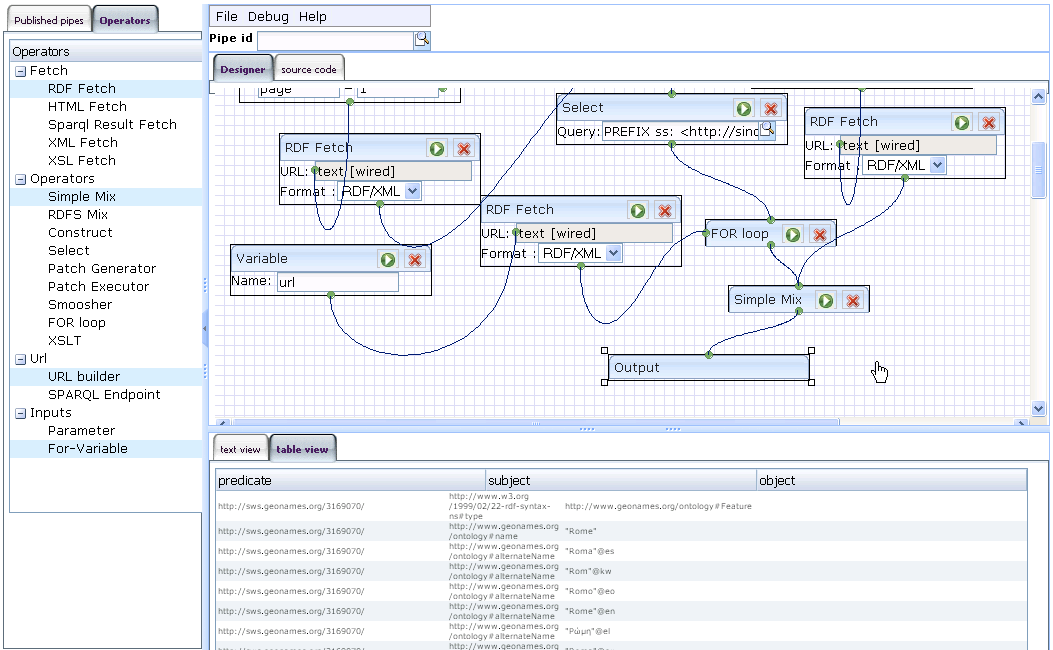 Published pipes
Operators
Operators
Fetch
RDF Fetch
HTML Fetch
Sparql Result Fetch
XML Fetch
XSL Fetch
Operators
Simple Mix
RDFS Mix
Construct
Select
Patch Generator
Patch Executor
Smoosher
FOR loop
XSLT
Url
URL builder
SPARQL Endpoint
Inputs
Parameter
For-Variable
File Debug Help
Pipe id
Designer
source code
page = 1
RDF Fetch
URL: text [wired]
Format : RDF/XML
Select
Query: PREFIX ss: <http://sind
RDF Fetch
URL: text [wired]
Format : RDF/XML
RDF Fetch
URL: text [wired]
Format : RDF/XML
FOR loop
Variable
Name: url
Simple Mix
Output
text view
table view
predicate subject object
http://sws.geonames.org/3169070/
http://www.w3.org
/1999/02/22-rdf-syntax-
ns#type
http://www.geonames.org/ontology#Feature
http://sws.geonames.org/3169070/
http://www.geonames.org
/ontology#name
"Rome"
http://sws.geonames.org/3169070/
http://www.geonames.org
/ontology#alternateName
"Roma"@es
http://sws.geonames.org/3169070/
http://www.geonames.org
/ontology#alternateName
"Rom"@kw
http://sws.geonames.org/3169070/
http://www.geonames.org
/ontology#alternateName
"Romo"@eo
http://sws.geonames.org/3169070/
http://www.geonames.org
/ontology#alternateName
"Rome"@en
http://sws.geonames.org/3169070/
http://www.geonames.org
/ontology#alternateName
"Ρώμη"@el
http://www.geonames.org